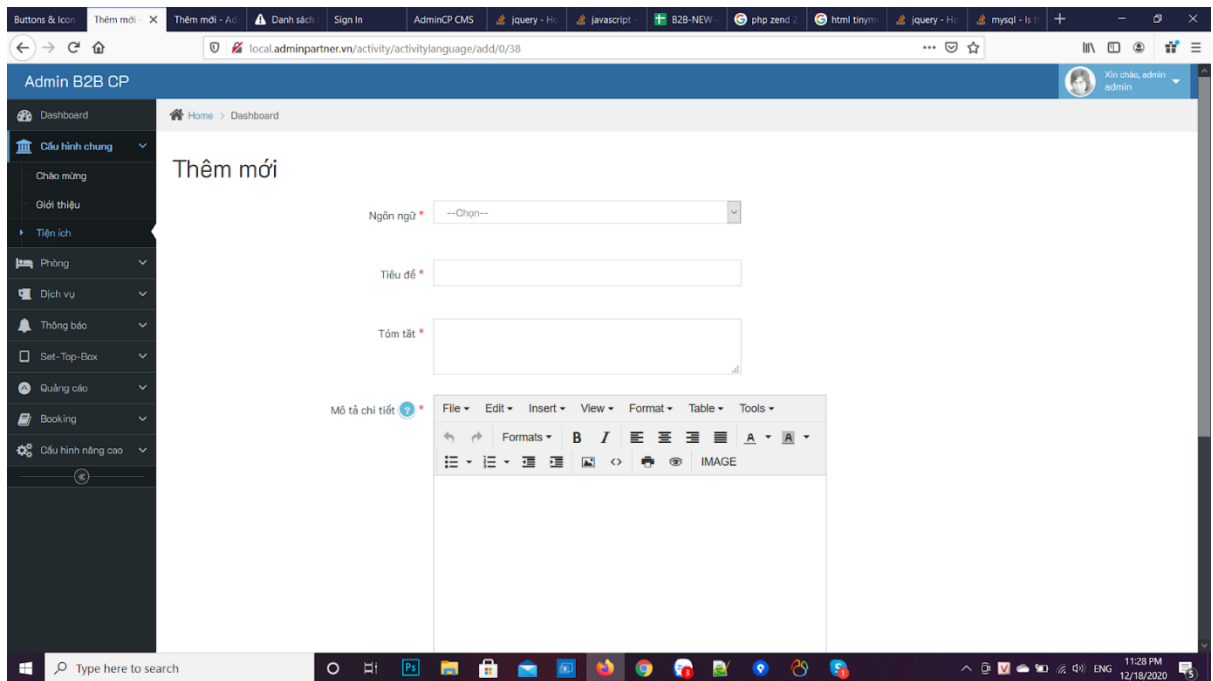 Buttons & Icon Thêm mới - Thêm mới - Ad Danh sách Sign In AdminCP CMS jquery - Ho javascript - B2B-NEW- php zend 2 html tinym jquery - Ho mysql - Is t
local.adminpartner.vn/activity/activitylanguage/add/0/38
Admin B2B CP
Xin chào, admin
admin
Dashboard
Home > Dashboard
Cấu hình chung
Chào mừng
Giới thiệu
Tiện ích
Phòng
Dịch vụ
Thông báo
Set-Top-Box
Quảng cáo
Booking
Cấu hình nâng cao
Thêm mới
Ngôn ngữ * --Chọn--
Tiêu đề *
Tóm tắt *
Mô tả chi tiết ? *
File Edit Insert View Format Table Tools
Formats B I A A
IMAGE
Type here to search
ENG 11:28 PM
12/18/2020